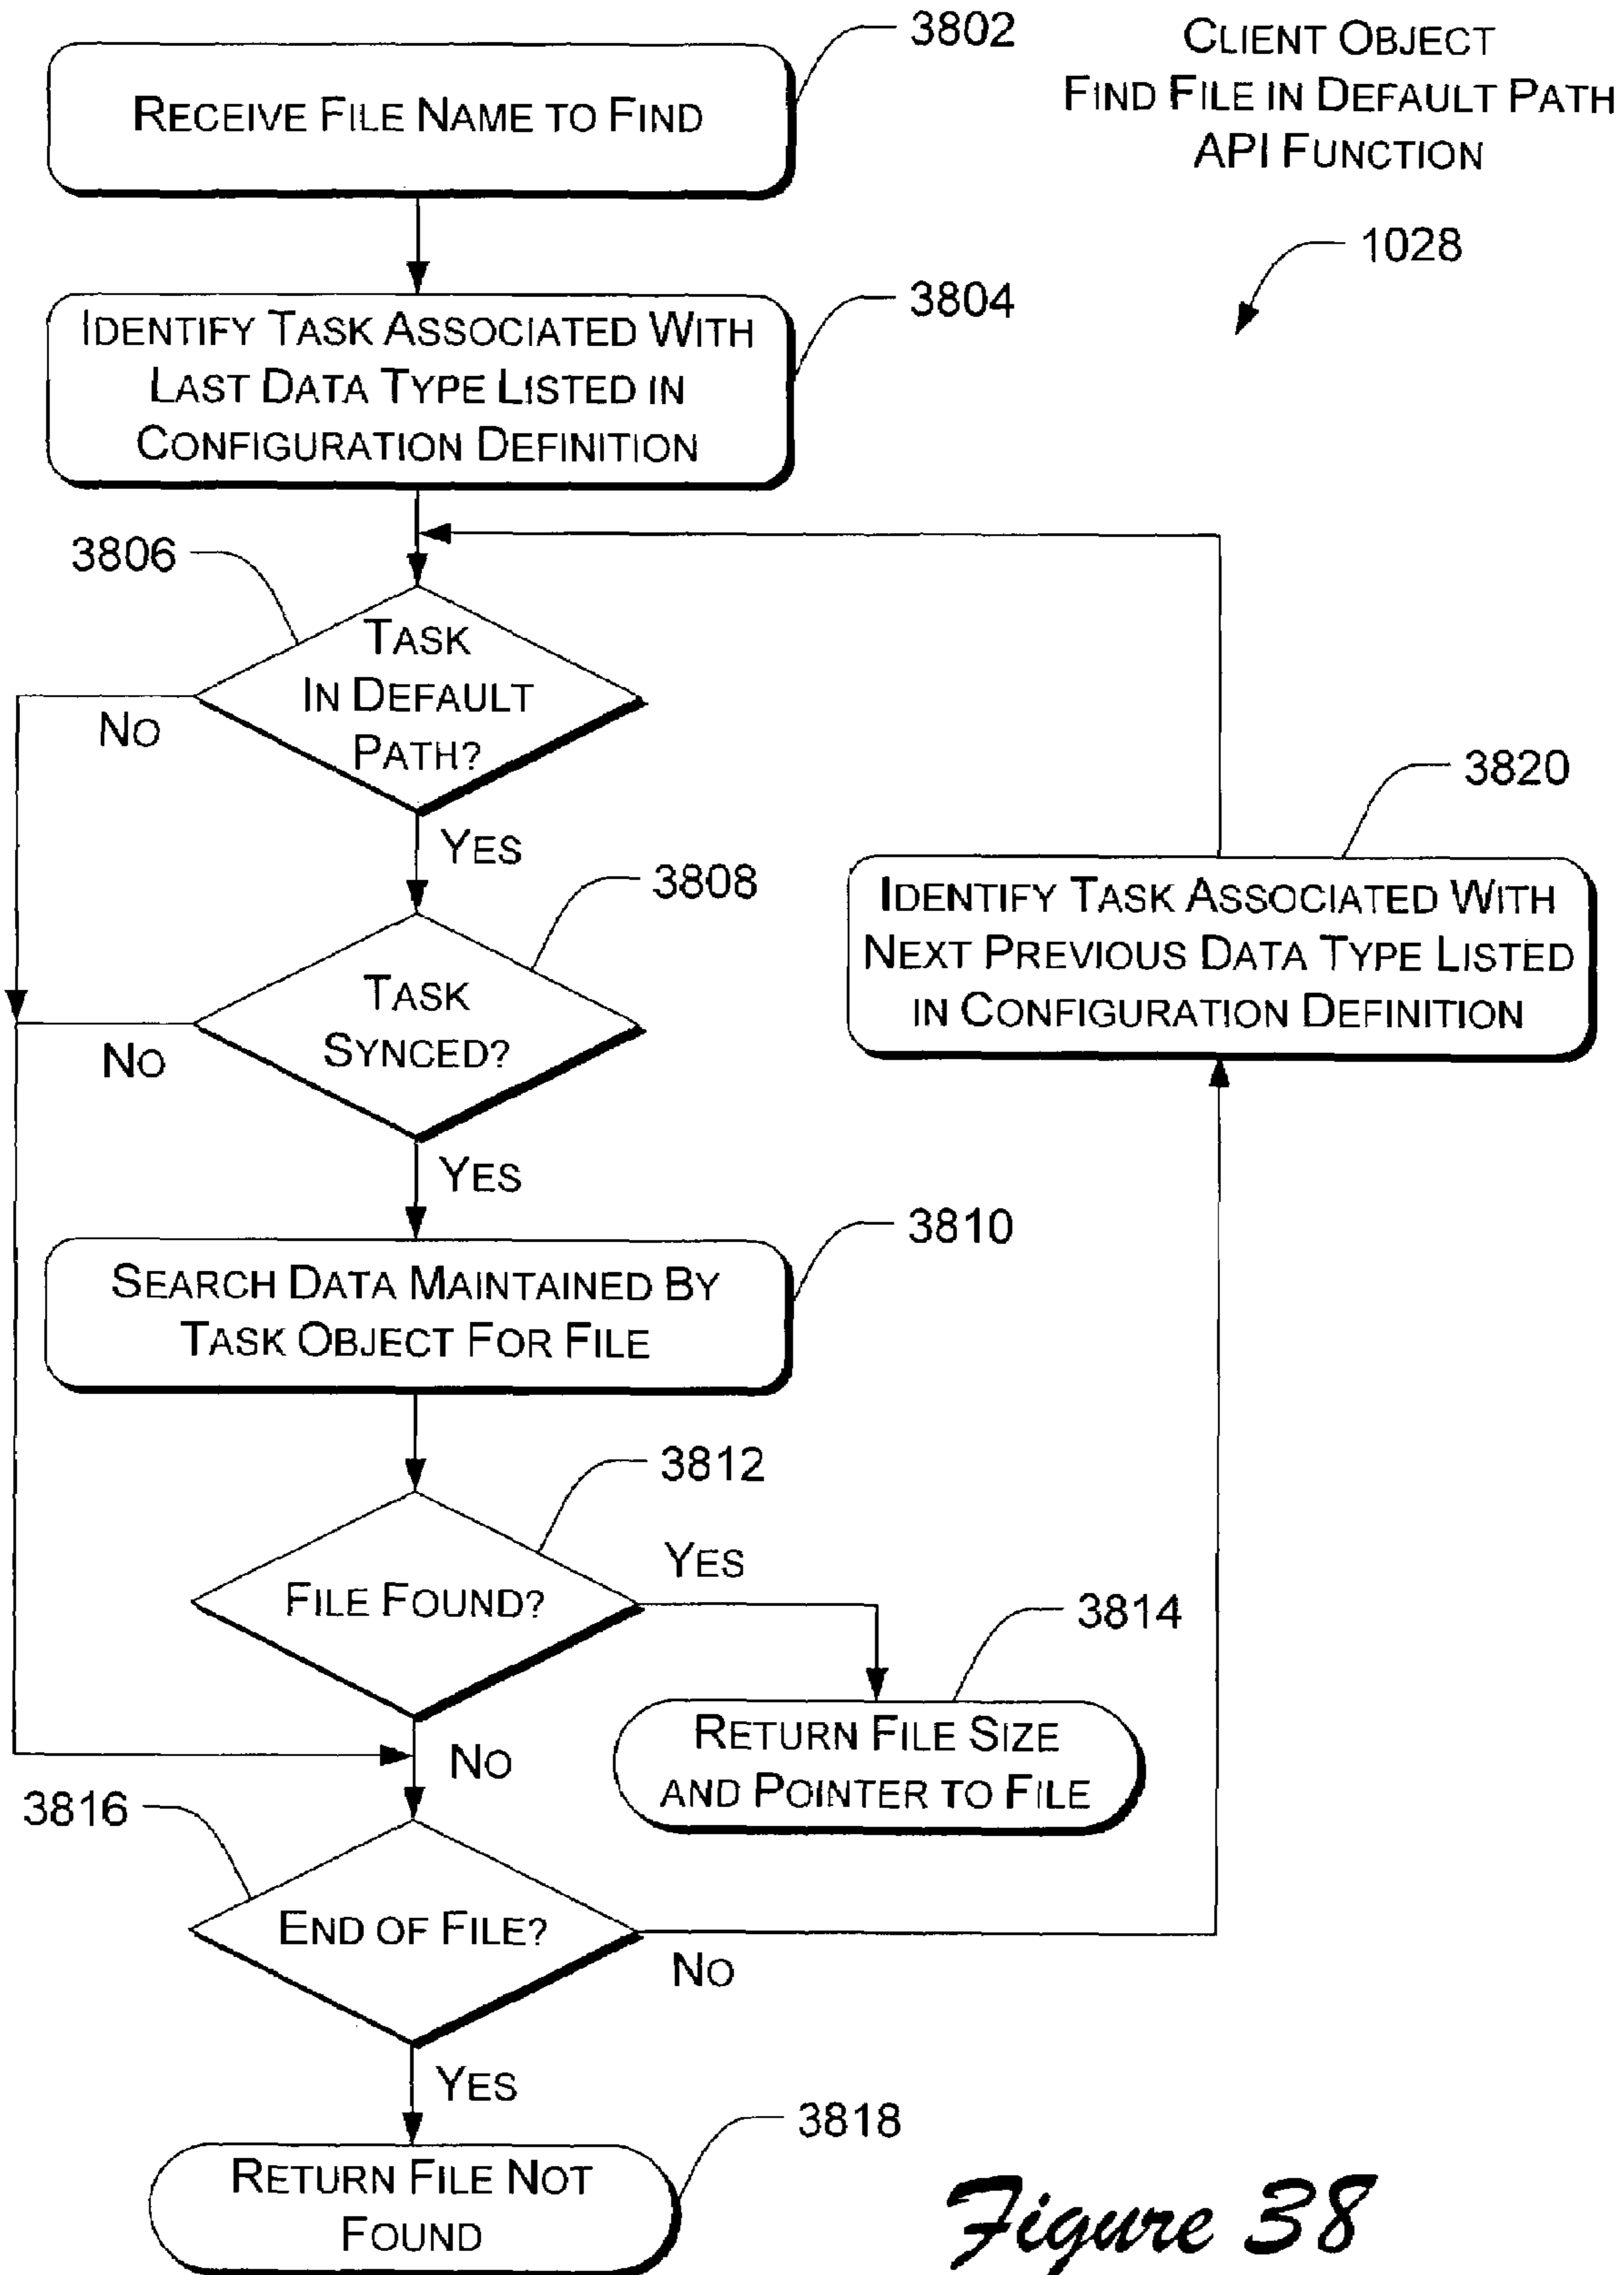 3802
CLIENT OBJECT
FIND FILE IN DEFAULT PATH
API FUNCTION
1028
RECEIVE FILE NAME TO FIND
3804
IDENTIFY TASK ASSOCIATED WITH
LAST DATA TYPE LISTED IN
CONFIGURATION DEFINITION
3806
TASK
IN DEFAULT
PATH?
NO
YES
3820
IDENTIFY TASK ASSOCIATED WITH
NEXT PREVIOUS DATA TYPE LISTED
IN CONFIGURATION DEFINITION
3808
TASK
SYNCED?
NO
YES
3810
SEARCH DATA MAINTAINED BY
TASK OBJECT FOR FILE
3812
FILE FOUND?
YES
3814
RETURN FILE SIZE
AND POINTER TO FILE
NO
3816
END OF FILE?
NO
YES
3818
RETURN FILE NOT
FOUND
Figure 38